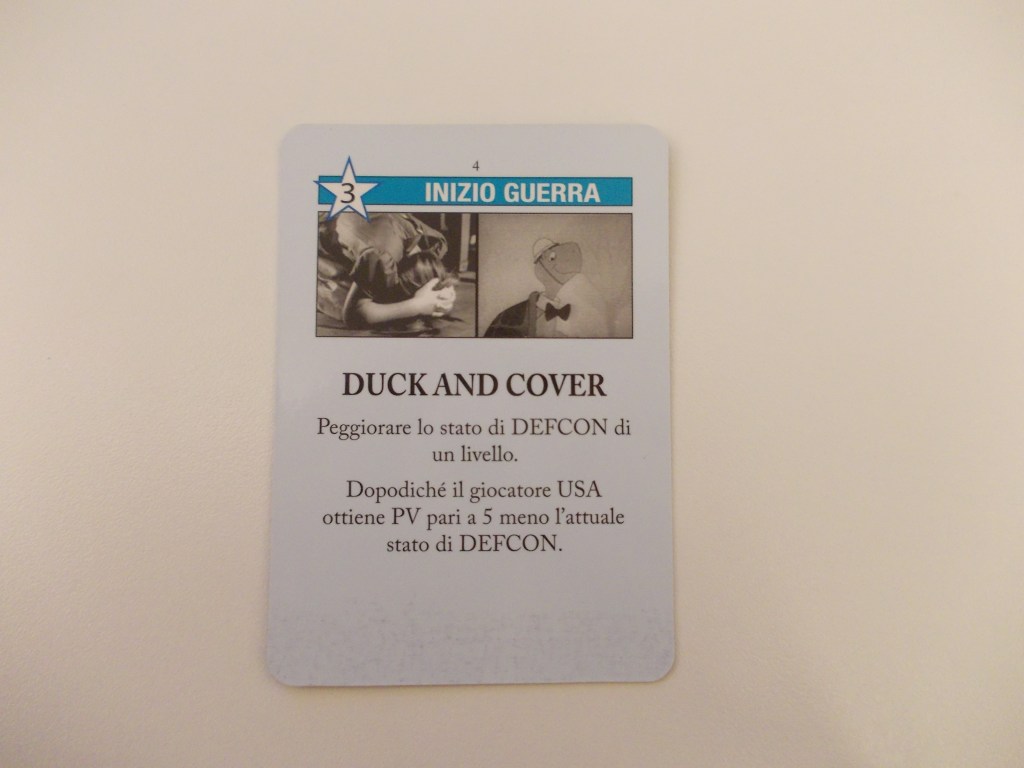 4
3
INIZIO GUERRA
DUCK AND COVER
Peggiorare lo stato di DEFCON di
un livello.
Dopodiché il giocatore USA
ottiene PV pari a 5 meno l'attuale
stato di DEFCON.